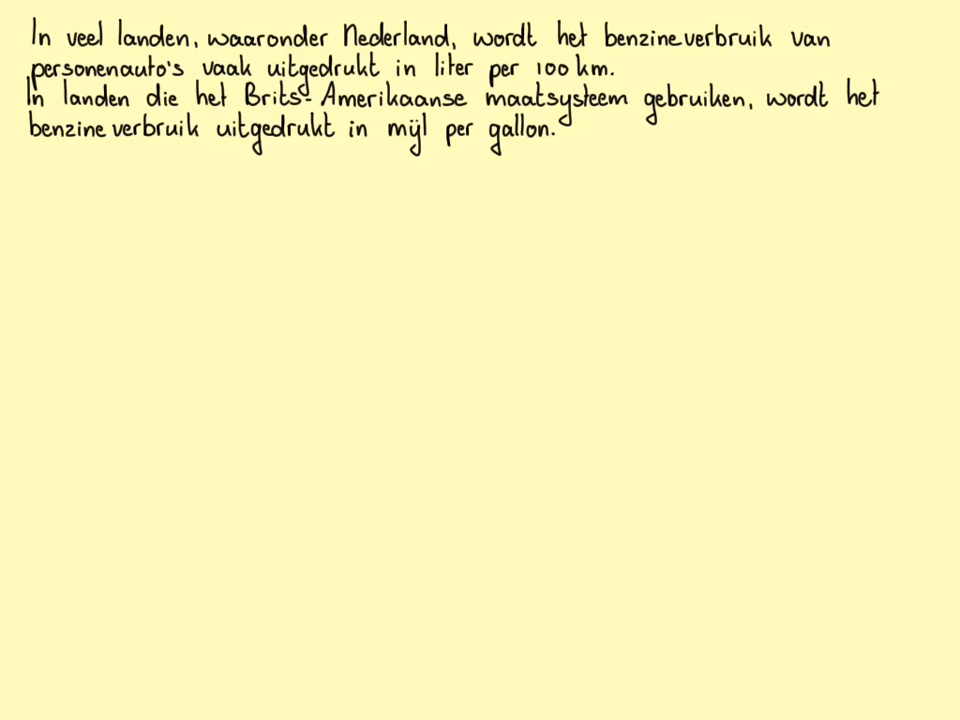 In veel landen, waaronder Nederland, wordt het benzineverbruik van
personenauto's vaak uitgedrukt in liter per 100 km.
In landen die het Brits-Amerikaanse maatsysteem gebruiken, wordt het
benzineverbruik uitgedrukt in mijl per gallon.